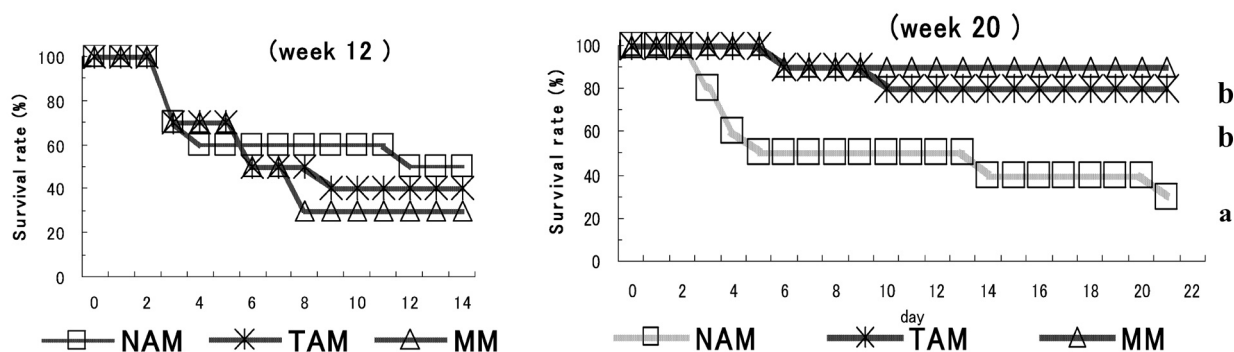 (week 12 )
Survival rate (%)
100
80
60
40
20
0
0 2 4 6 8 10 12 14
NAM TAM MM
(week 20 )
Survival rate (%)
100
80
60
40
20
0
0 2 4 6 8 10 12 14 16 18 20 22
day
NAM TAM MM
b
b
a